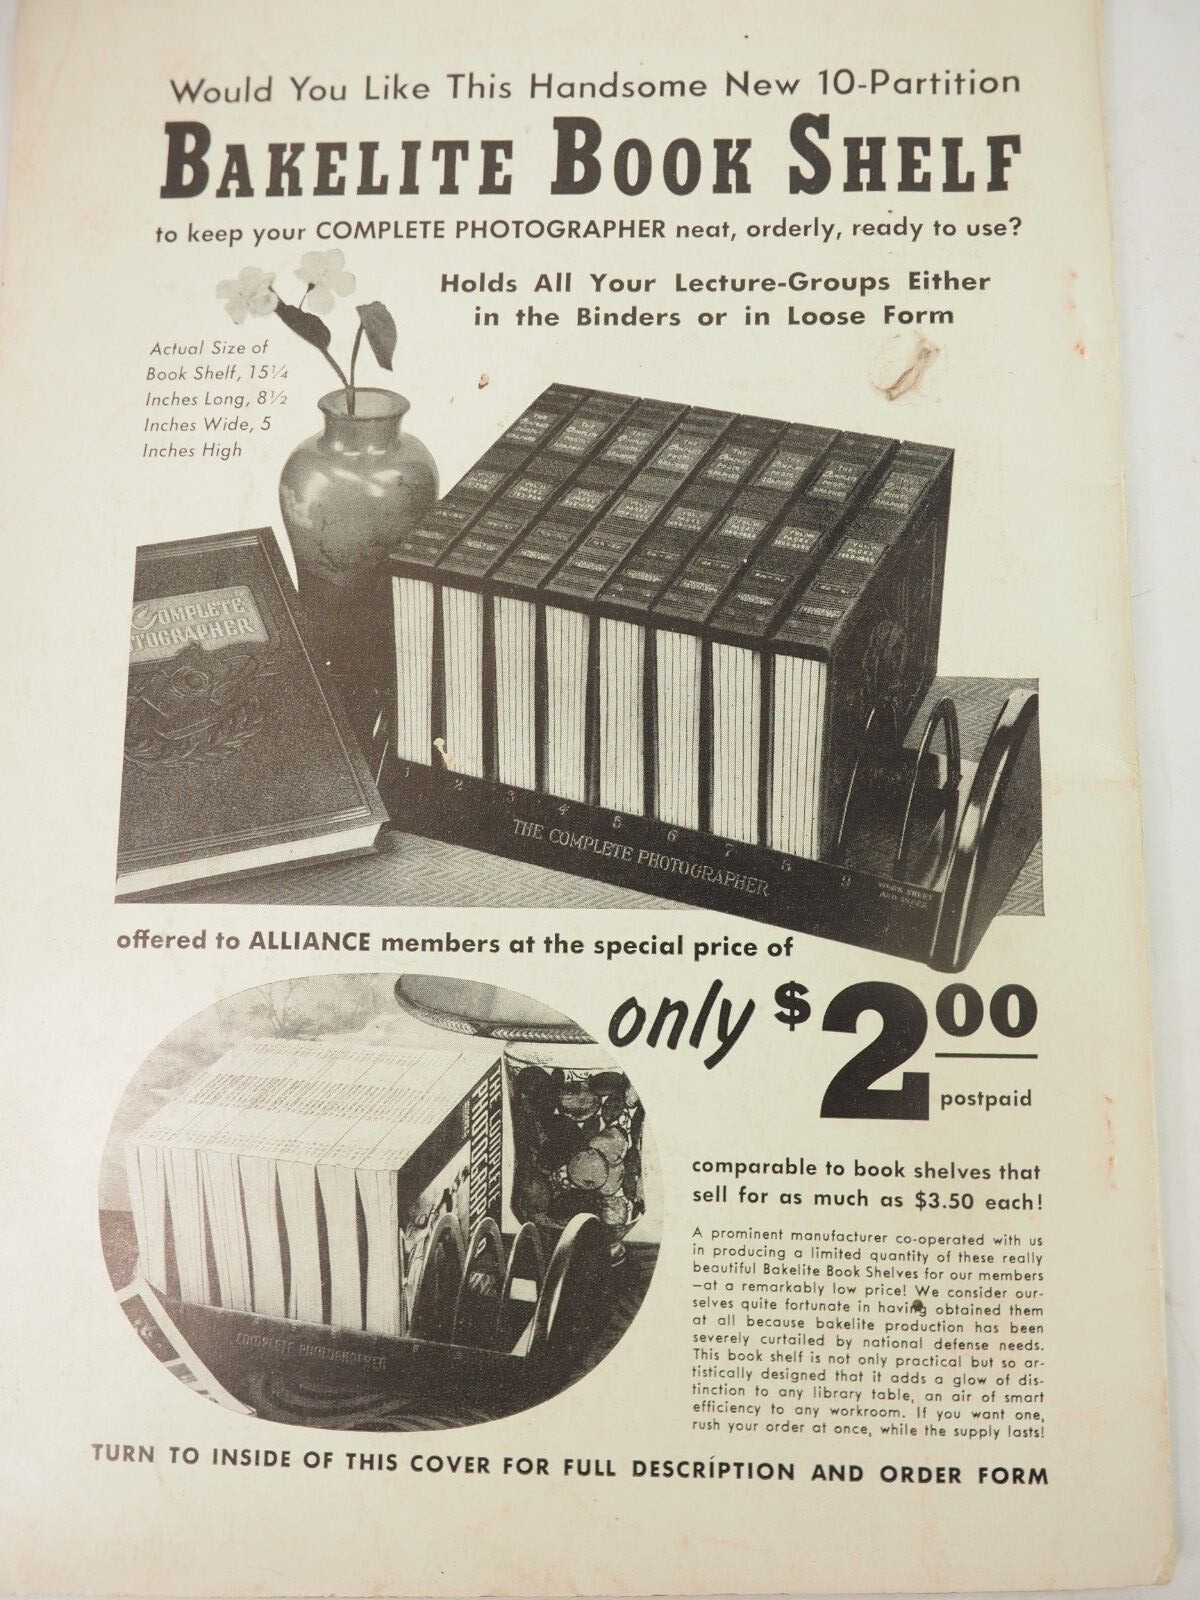 Would You Like This Handsome New 10-Partition
BAKELITE BOOK SHELF
to keep your COMPLETE PHOTOGRAPHER neat, orderly, ready to use?
Holds All Your Lecture-Groups Either
in the Binders or in Loose Form
Actual Size of
Book Shelf, 15¼
Inches Long, 8½
Inches Wide, 5
Inches High
COMPLETE
TOGRAPHER
1 2 3 4 5 6 7 8 9
THE COMPLETE PHOTOGRAPHER
WORK SHEET
AND INDEX
offered to ALLIANCE members at the special price of
only $2.00
postpaid
THE COMPLETE
PHOTOGRAPHER
COMPLETE PHOTOGRAPHER
comparable to book shelves that
sell for as much as $3.50 each!
A prominent manufacturer co-operated with us
in producing a limited quantity of these really
beautiful Bakelite Book Shelves for our members
—at a remarkably low price! We consider our-
selves quite fortunate in having obtained them
at all because bakelite production has been
severely curtailed by national defense needs.
This book shelf is not only practical but so ar-
tistically designed that it adds a glow of dis-
tinction to any library table, an air of smart
efficiency to any workroom. If you want one,
rush your order at once, while the supply lasts!
TURN TO INSIDE OF THIS COVER FOR FULL DESCRIPTION AND ORDER FORM